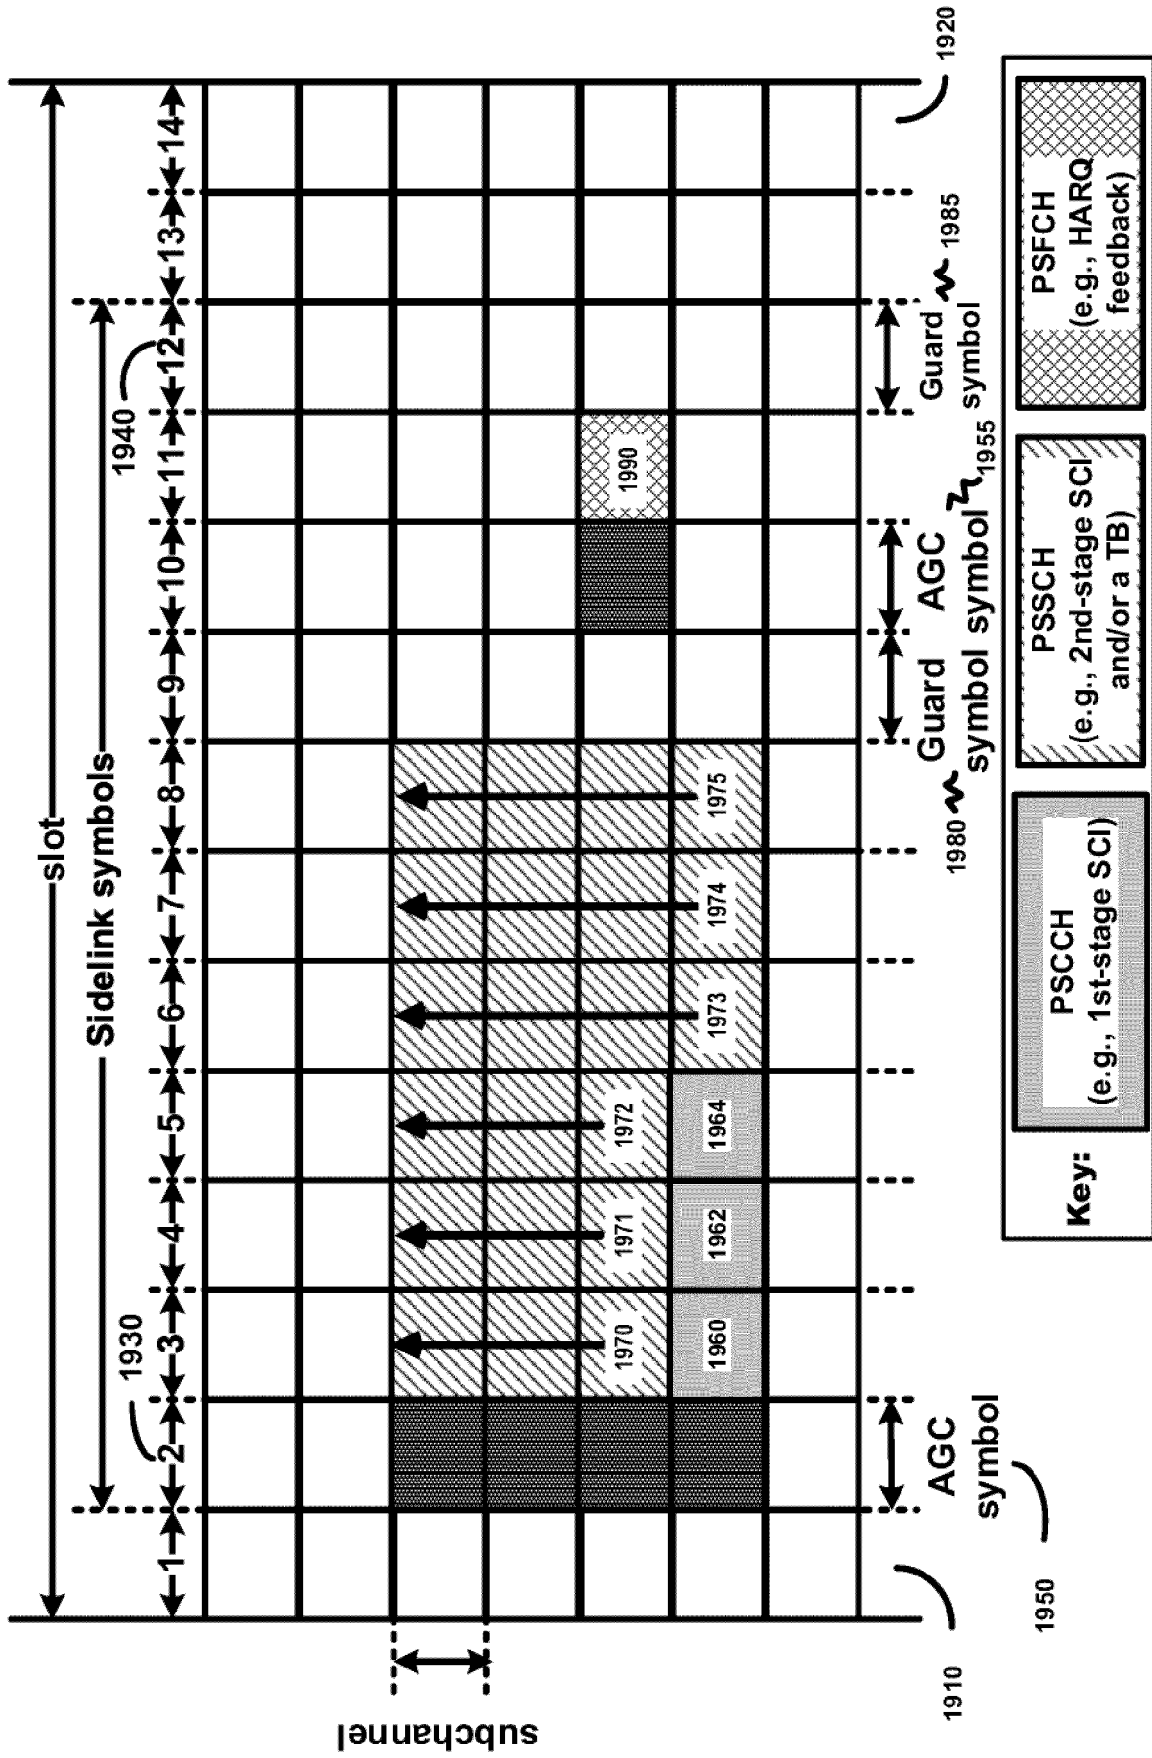 slot
Sidelink symbols
1930
1940
1 2 3 4 5 6 7 8 9 10 11 12 13 14
subchannel
1990
1970 1971 1972 1973 1974 1975
1960 1962 1964
1910
1920
AGC
symbol
1950
Guard
symbol
1980
AGC
symbol
1955
Guard
symbol
1985
Key:
PSCCH
(e.g., 1st-stage SCI)
PSSCH
(e.g., 2nd-stage SCI
and/or a TB)
PSFCH
(e.g., HARQ
feedback)